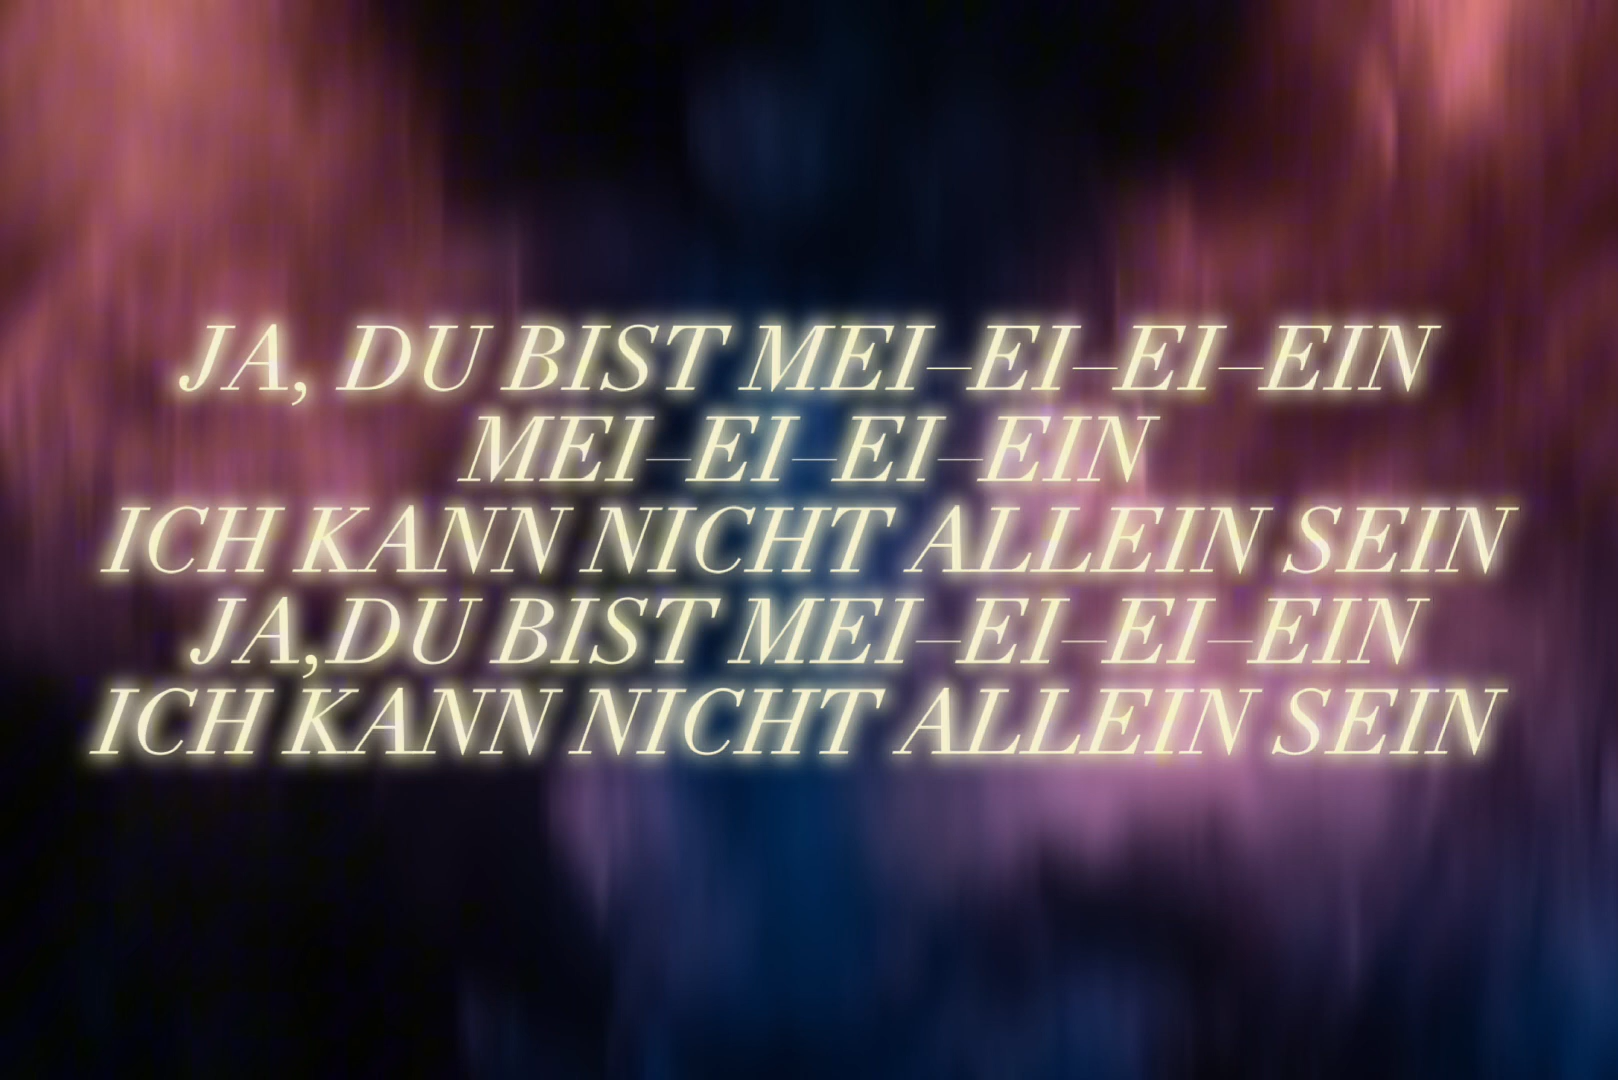 JA, DU BIST MEI–EI–EI–EIN
MEI–EI–EI–EIN
ICH KANN NICHT ALLEIN SEIN
JA,DU BIST MEI–EI–EI–EIN
ICH KANN NICHT ALLEIN SEIN